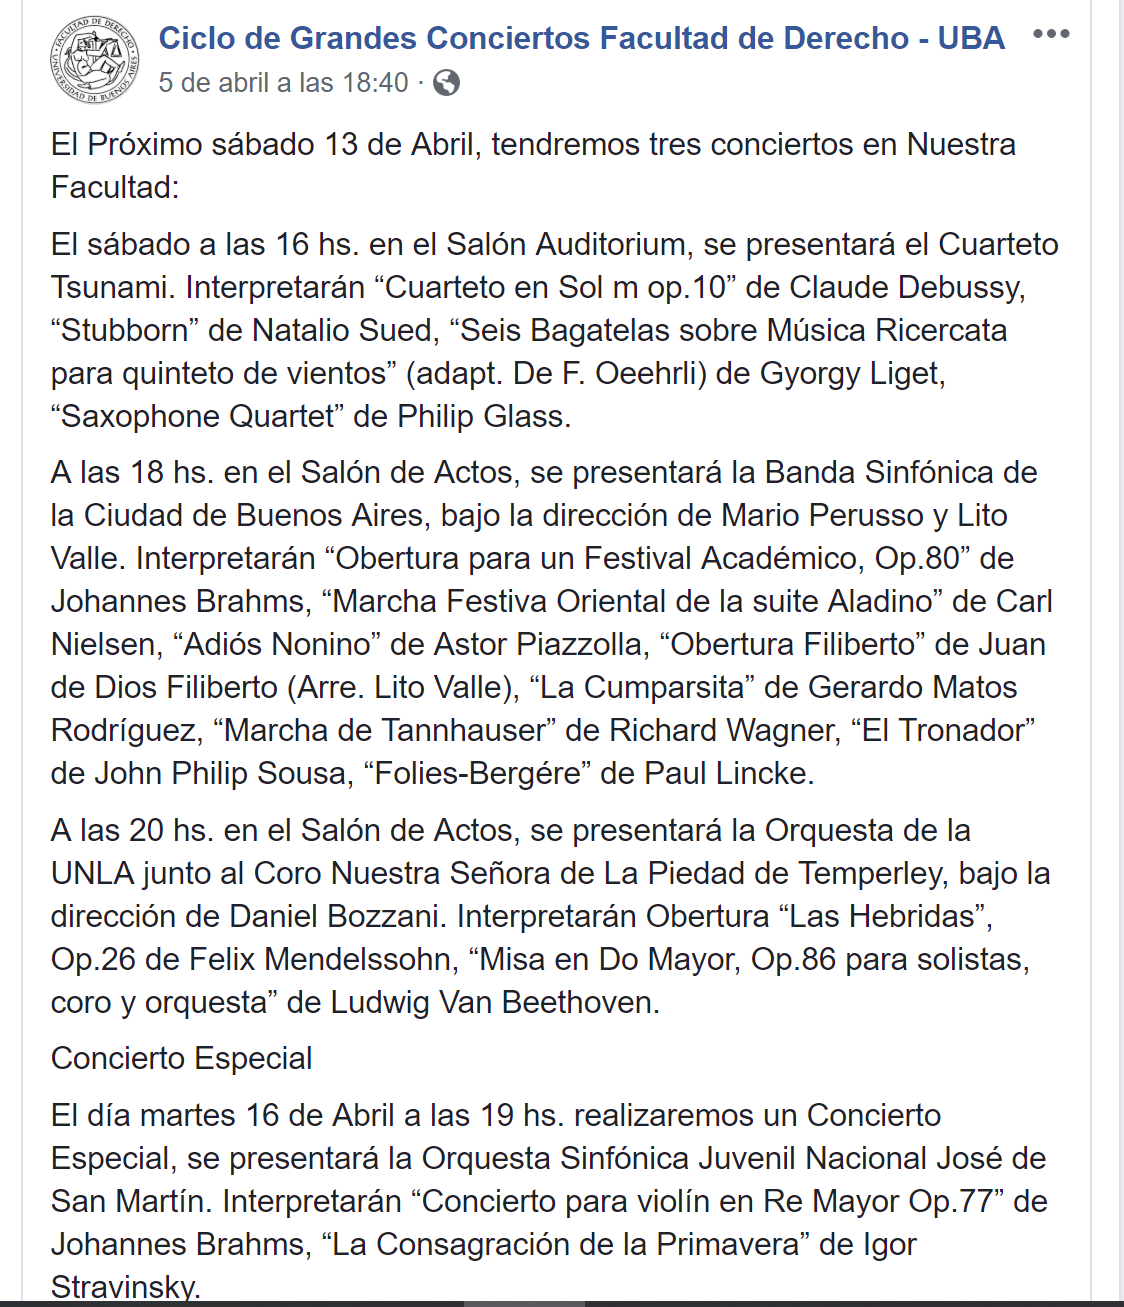 Ciclo de Grandes Conciertos Facultad de Derecho - UBA
5 de abril a las 18:40 ·
FACULTAD DE DERECHO
UNIVERSIDAD DE BUENOS AIRES
El Próximo sábado 13 de Abril, tendremos tres conciertos en Nuestra
Facultad:
El sábado a las 16 hs. en el Salón Auditorium, se presentará el Cuarteto
Tsunami. Interpretarán “Cuarteto en Sol m op.10” de Claude Debussy,
“Stubborn” de Natalio Sued, “Seis Bagatelas sobre Música Ricercata
para quinteto de vientos” (adapt. De F. Oeehrli) de Gyorgy Liget,
“Saxophone Quartet” de Philip Glass.
A las 18 hs. en el Salón de Actos, se presentará la Banda Sinfónica de
la Ciudad de Buenos Aires, bajo la dirección de Mario Perusso y Lito
Valle. Interpretarán “Obertura para un Festival Académico, Op.80” de
Johannes Brahms, “Marcha Festiva Oriental de la suite Aladino” de Carl
Nielsen, “Adiós Nonino” de Astor Piazzolla, “Obertura Filiberto” de Juan
de Dios Filiberto (Arre. Lito Valle), “La Cumparsita” de Gerardo Matos
Rodríguez, “Marcha de Tannhauser” de Richard Wagner, “El Tronador”
de John Philip Sousa, “Folies-Bergére” de Paul Lincke.
A las 20 hs. en el Salón de Actos, se presentará la Orquesta de la
UNLA junto al Coro Nuestra Señora de La Piedad de Temperley, bajo la
dirección de Daniel Bozzani. Interpretarán Obertura “Las Hebridas”,
Op.26 de Felix Mendelssohn, “Misa en Do Mayor, Op.86 para solistas,
coro y orquesta” de Ludwig Van Beethoven.
Concierto Especial
El día martes 16 de Abril a las 19 hs. realizaremos un Concierto
Especial, se presentará la Orquesta Sinfónica Juvenil Nacional José de
San Martín. Interpretarán “Concierto para violín en Re Mayor Op.77” de
Johannes Brahms, “La Consagración de la Primavera” de Igor
Stravinsky.